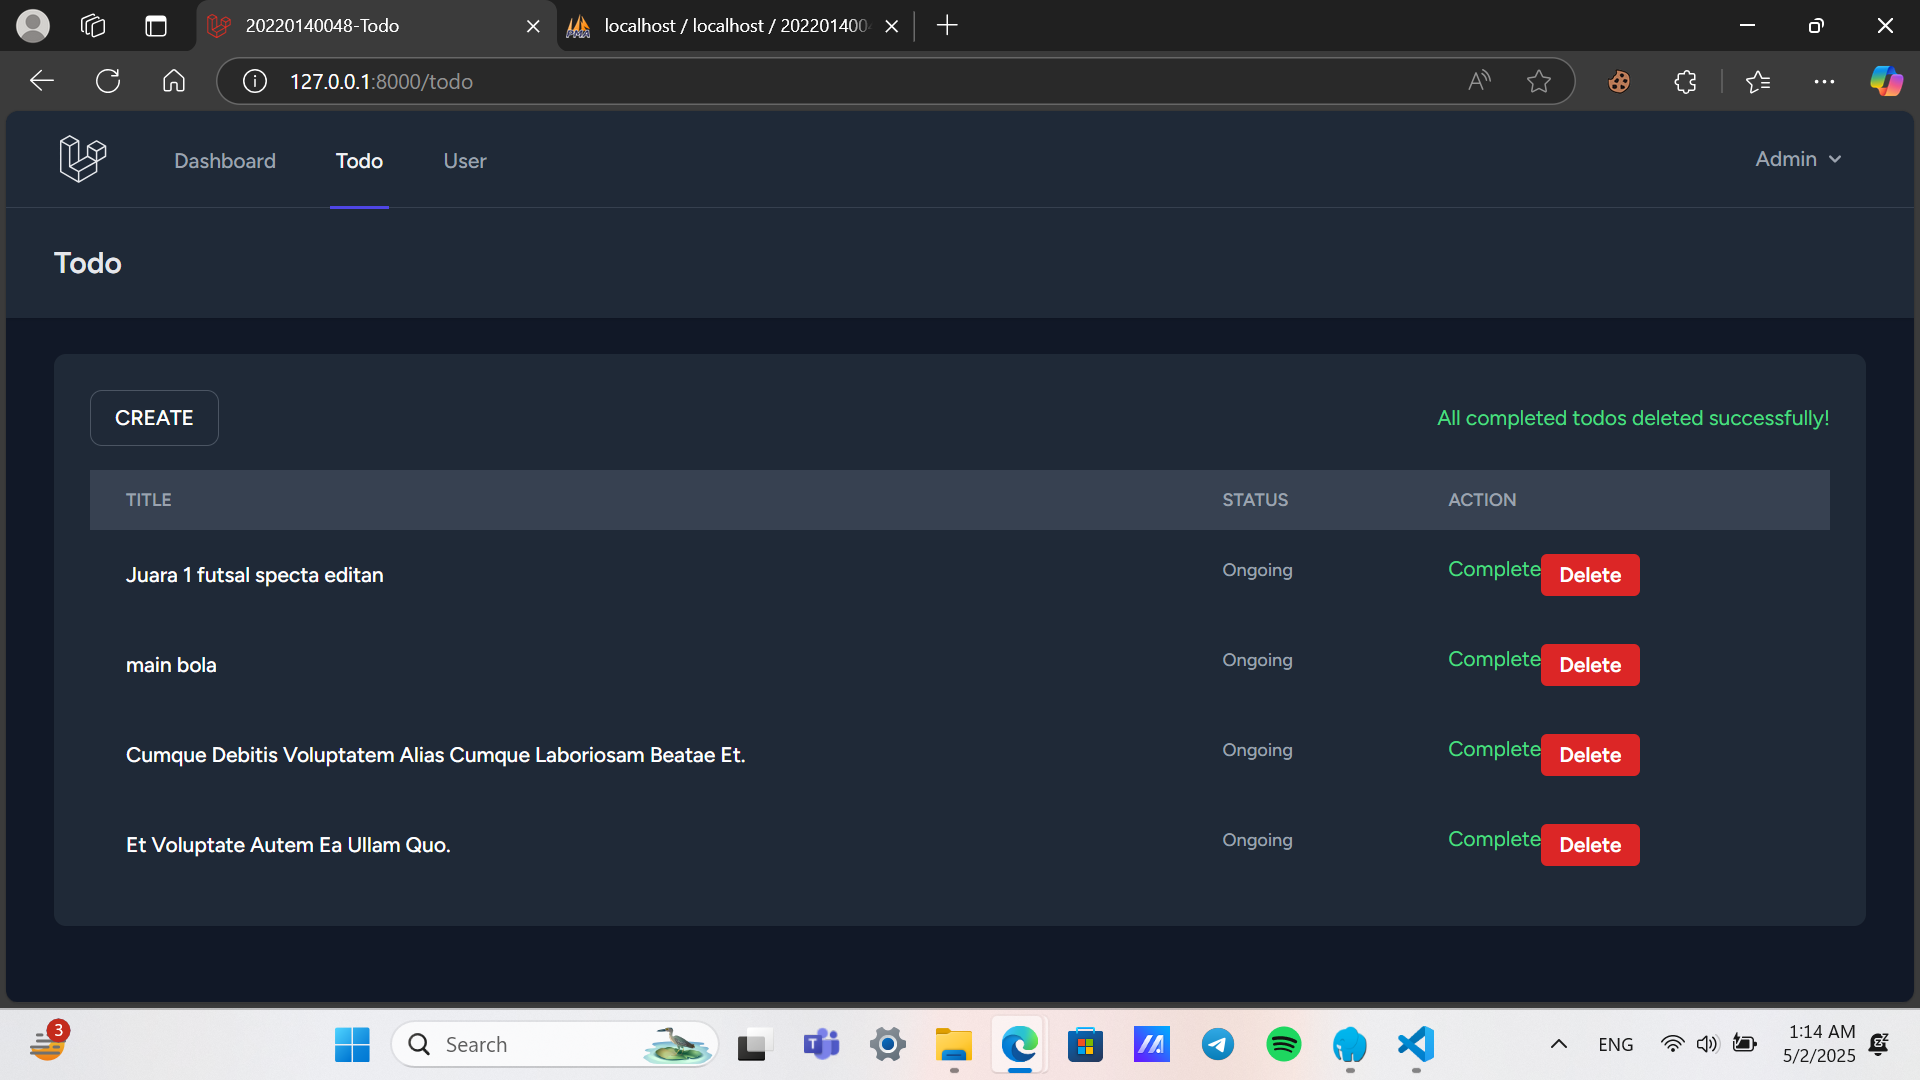 20220140048-Todo
localhost / localhost / 202201400
127.0.0.1:8000/todo
Dashboard Todo User Admin
Todo
CREATE All completed todos deleted successfully!
TITLE STATUS ACTION
Juara 1 futsal specta editan Ongoing Complete Delete
main bola Ongoing Complete Delete
Cumque Debitis Voluptatem Alias Cumque Laboriosam Beatae Et. Ongoing Complete Delete
Et Voluptate Autem Ea Ullam Quo. Ongoing Complete Delete
3
Search
ENG
1:14 AM
5/2/2025